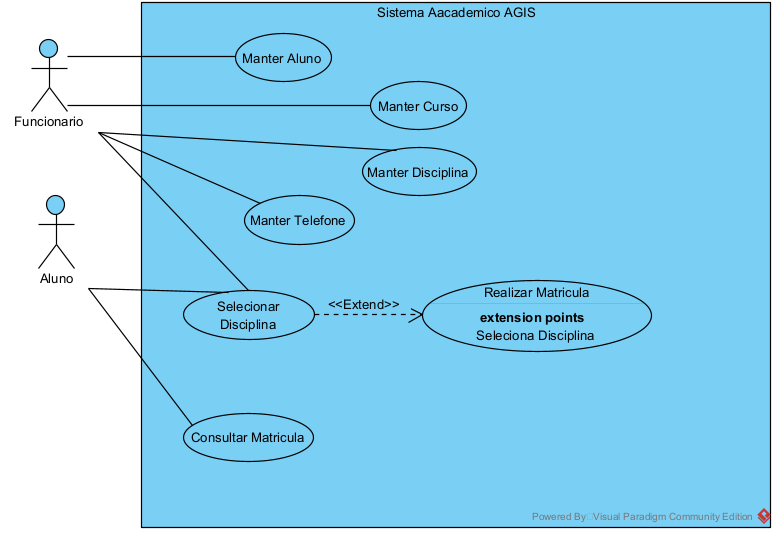 Sistema Aacademico AGIS
Manter Aluno
Manter Curso
Funcionario
Manter Disciplina
Manter Telefone
Aluno
Selecionar
Disciplina
<<Extend>>
Realizar Matricula
extension points
Seleciona Disciplina
Consultar Matricula
Powered By Visual Paradigm Community Edition